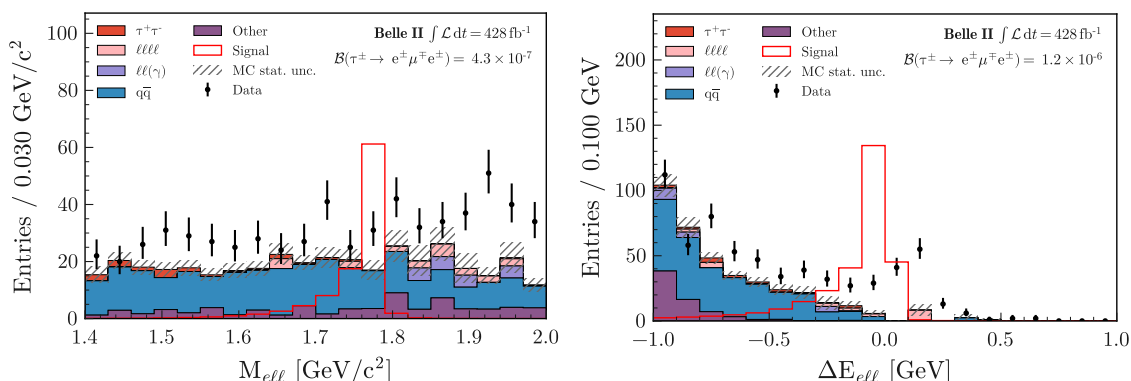 Entries / 0.030 GeV/c²
100
80
60
40
20
0
1.4
1.5
1.6
1.7
1.8
1.9
2.0
M_eℓℓ [GeV/c²]
τ⁺τ⁻
ℓℓℓℓ
ℓℓ(γ)
qq̅
Other
Signal
MC stat. unc.
Data
Belle II ∫ℒdt = 428 fb⁻¹
ℬ(τ± → e±μ∓e±) = 4.3 × 10⁻⁷
Entries / 0.100 GeV
200
150
100
50
0
−1.0
−0.5
0.0
0.5
1.0
ΔE_eℓℓ [GeV]
τ⁺τ⁻
ℓℓℓℓ
ℓℓ(γ)
qq̅
Other
Signal
MC stat. unc.
Data
Belle II ∫ℒdt = 428 fb⁻¹
ℬ(τ± → e±μ∓e±) = 1.2 × 10⁻⁶